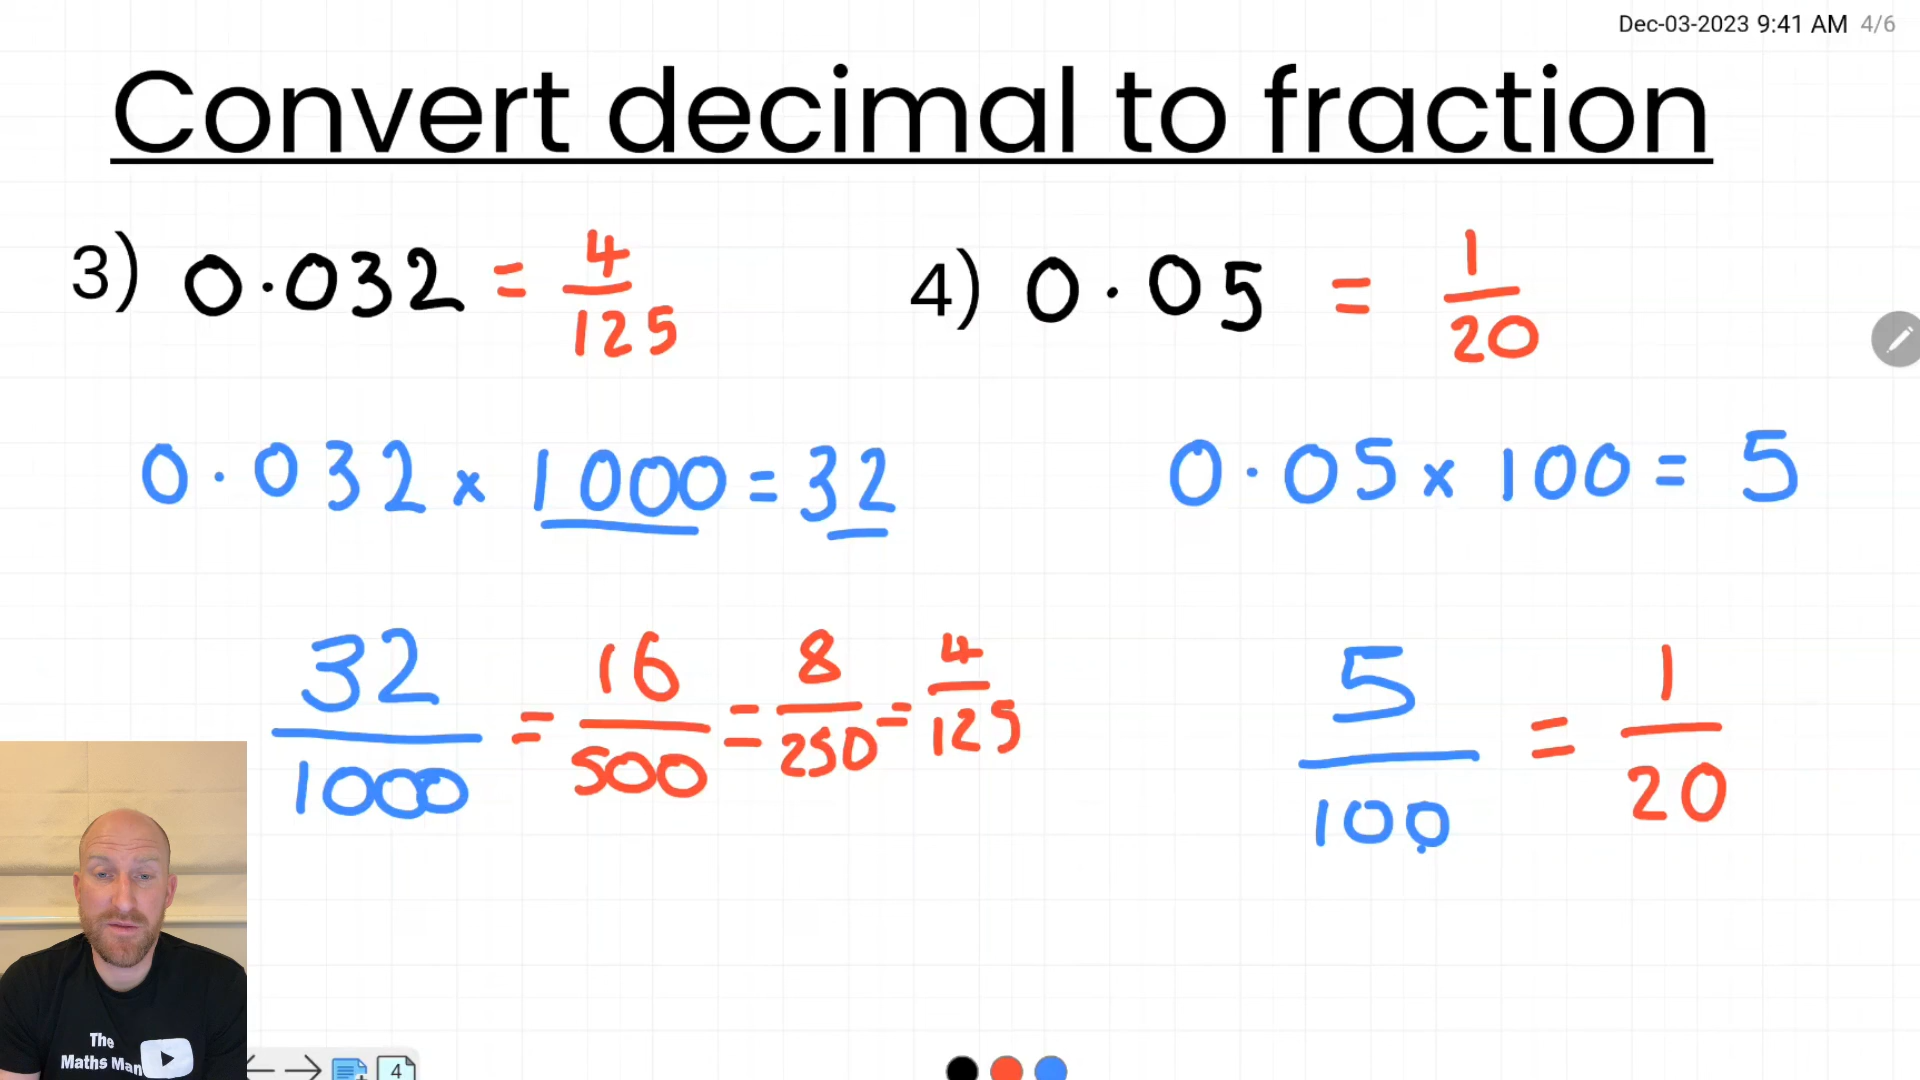 Dec-03-2023 9:41 AM 4/6
Convert decimal to fraction
3) 0.032 = 4/125
4) 0.05 = 1/20
0.032 × 1000 = 32
0.05 × 100 = 5
32/1000 = 16/500 = 8/250 = 4/125
5/100 = 1/20
The
Maths Man
4